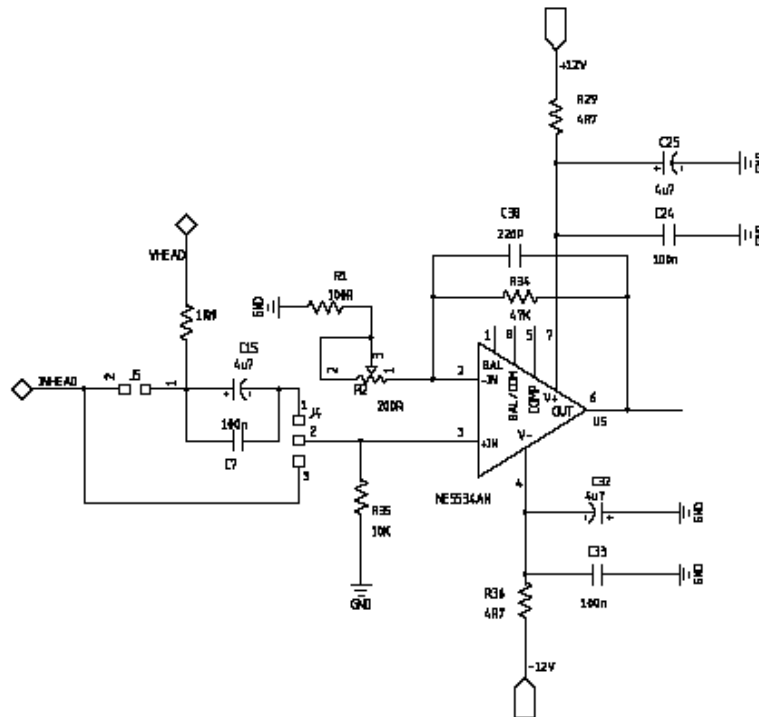 +12V
R29
4R7
C25
+
4u7
GND
C24
100n
GND
C38
220P
R34
47K
VHEAD
R1
100R
GND
3
2
1
R2
200R
INHEAD
2
J5
1
C15
4u7
+
100n
C7
1
J4
2
3
R35
10K
GND
1
8
5
7
BAL
BAL/COM
COMP
V+
2
-IN
OUT
6
U5
3
+IN
V-
4
NE5534AN
C32
4u7
+
GND
C33
100n
GND
R36
4R7
-12V